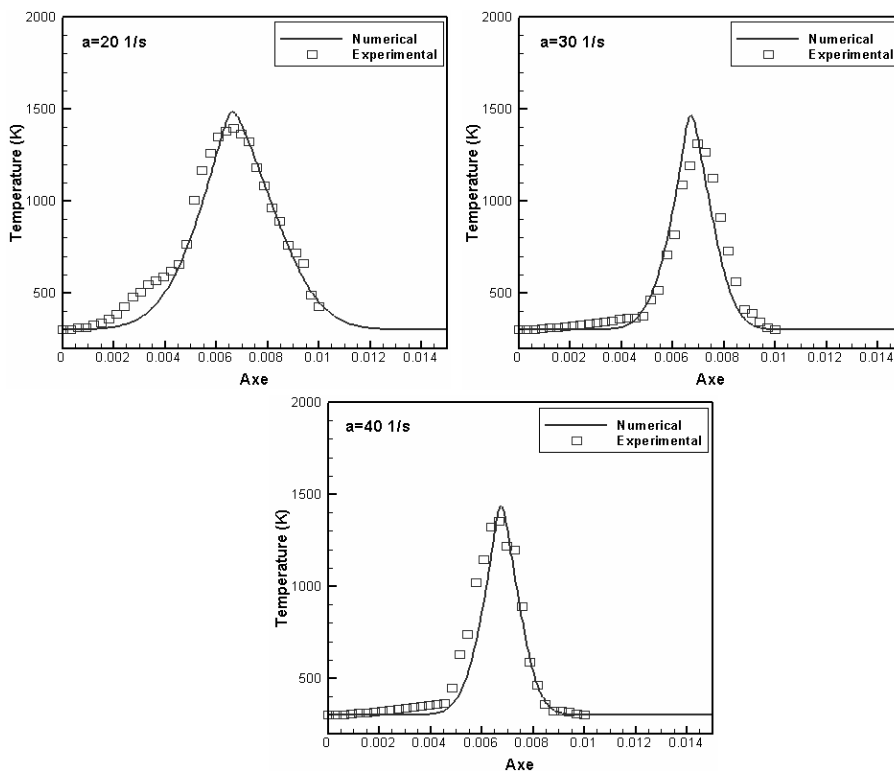 2000
1500
1000
500
Temperature (K)
a=20 1/s
Numerical
Experimental
0 0.002 0.004 0.006 0.008 0.01 0.012 0.014
Axe
2000
1500
1000
500
Temperature (K)
a=30 1/s
Numerical
Experimental
0 0.002 0.004 0.006 0.008 0.01 0.012 0.014
Axe
2000
1500
1000
500
Temperature (K)
a=40 1/s
Numerical
Experimental
0 0.002 0.004 0.006 0.008 0.01 0.012 0.014
Axe